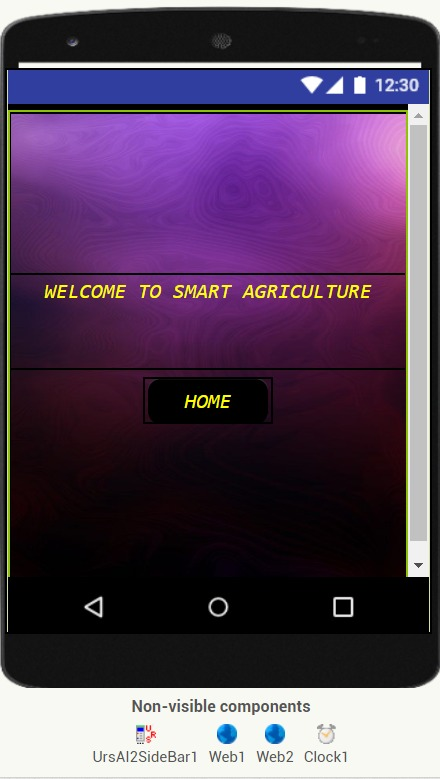 12:30
WELCOME TO SMART AGRICULTURE
HOME
Non-visible components
UrsAI2SideBar1 Web1 Web2 Clock1